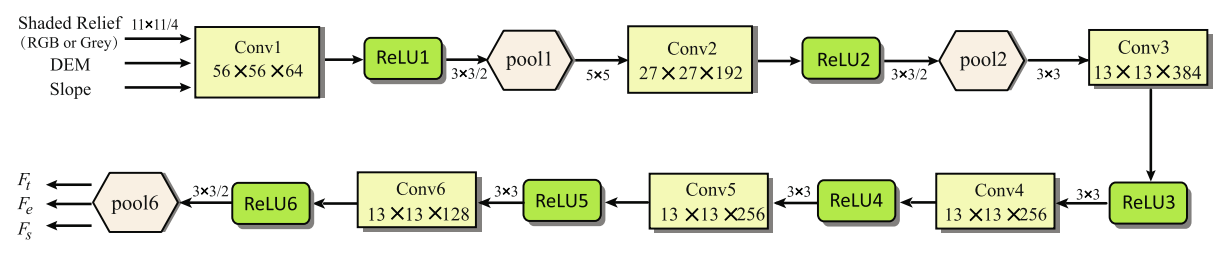 Shaded Relief
11×11/4
(RGB or Grey)
DEM
Slope
Conv1
56×56×64
ReLU1
3×3/2
pool1
5×5
Conv2
27×27×192
ReLU2
3×3/2
pool2
3×3
Conv3
13×13×384
ReLU3
3×3
Conv4
13×13×256
ReLU4
3×3
Conv5
13×13×256
ReLU5
3×3
Conv6
13×13×128
ReLU6
3×3/2
pool6
Ft
Fe
Fs